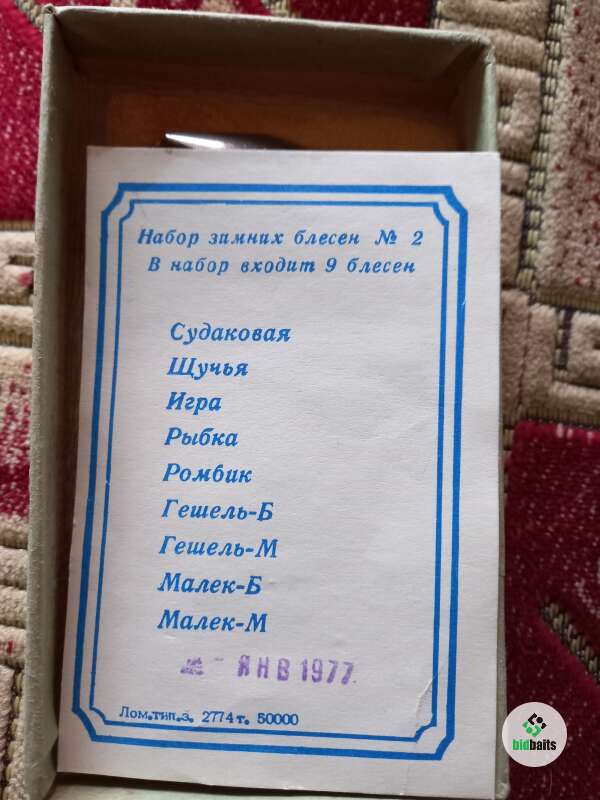 Набор зимних блесен № 2
В набор входит 9 блесен
Судаковая
Щучья
Игра
Рыбка
Ромбик
Гешель-Б
Гешель-М
Малек-Б
Малек-М
- ЯНВ 1977
Лом.тип.з. 2774 т. 50000
bidbaits